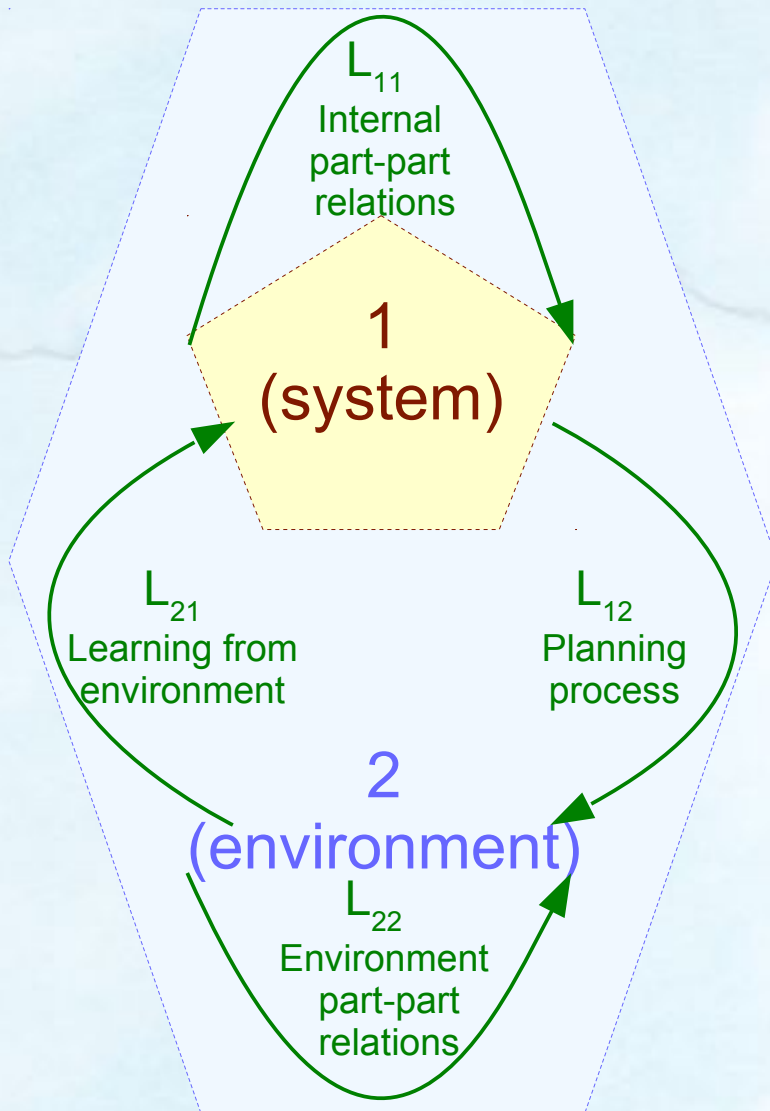 L₁₁
Internal
part-part
relations
1
(system)
L₂₁
Learning from
environment
L₁₂
Planning
process
2
(environment)
L₂₂
Environment
part-part
relations